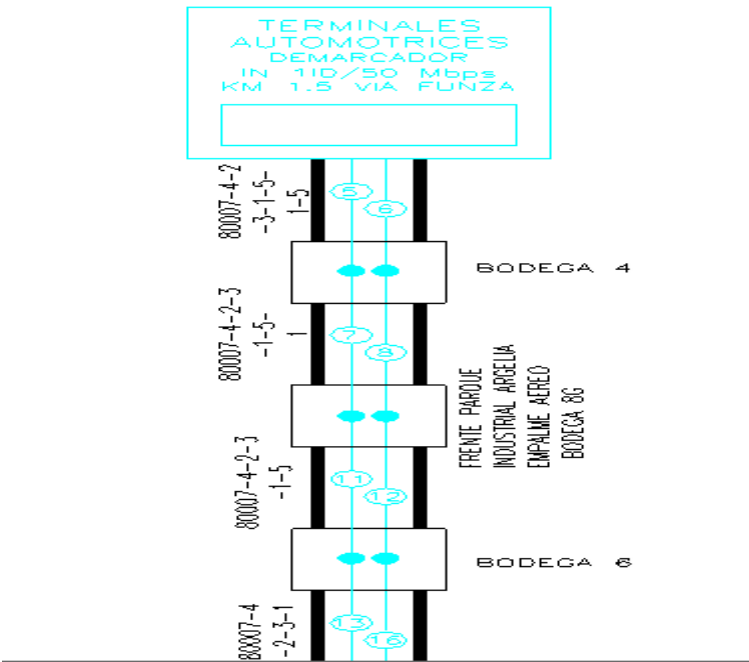 TERMINALES
AUTOMOTRICES
DEMARCADOR
IN 11D/50 Mbps
KM 1.5 VIA FUNZA
80007-4-2
-3-1-5-
1-5
5
6
BODEGA 4
80007-4-2-3
-1-5-
1
7
8
FRENTE PARQUE
INDUSTRIAL ARGELIA
EMPALME AEREO
BODEGA 8G
80007-4-2-3
-1-5
11
12
BODEGA 6
80007-4
-2-3-1
13
16